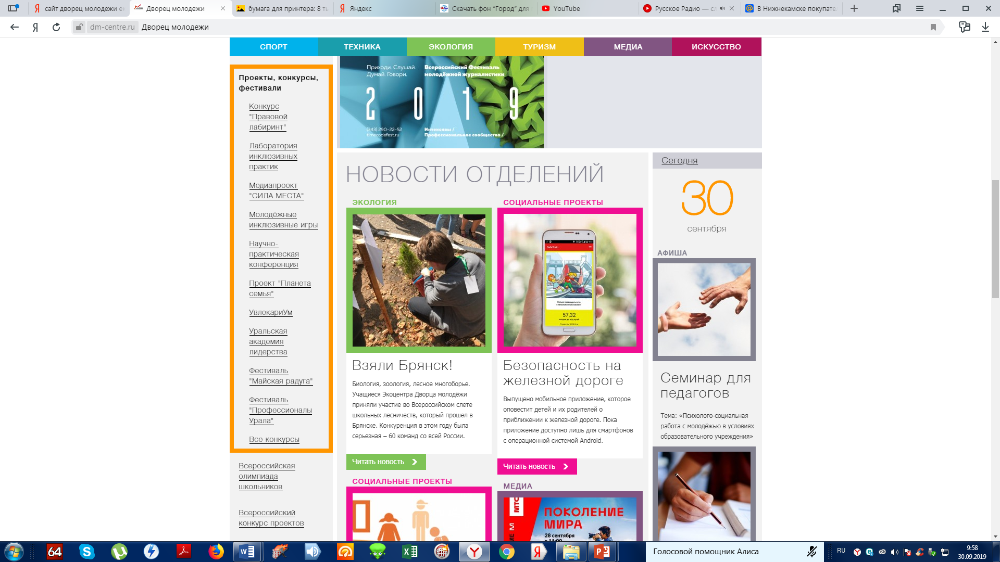 сайт дворец молодежи ек
Дворец молодежи
бумага для принтера: 8 ты
Яндекс
Скачать фон "Город" для
YouTube
Русское Радио — сл
В Нижнекамске покупате
dm-centre.ru Дворец молодежи
СПОРТ
ТЕХНИКА
ЭКОЛОГИЯ
ТУРИЗМ
МЕДИА
ИСКУССТВО
Проекты, конкурсы,
фестивали
Конкурс
"Правовой
лабиринт"
Лаборатория
инклюзивных
практик
Медиапроект
"СИЛА МЕСТА"
Молодёжные
инклюзивные игры
Научно-
практическая
конференция
Проект "Планета
семья"
УвлекариУм
Уральская
академия
лидерства
Фестиваль
"Майская радуга"
Фестиваль
"Профессионалы
Урала"
Все конкурсы
Всероссийская
олимпиада
школьников
Всероссийский
конкурс проектов
Приходи. Слушай.
Думай. Говори.
Всероссийский Фестиваль
молодёжной журналистики
2019
(343) 290-22-52
timecodefest.ru
Интенсивы /
Профессиональное сообщество /
НОВОСТИ ОТДЕЛЕНИЙ
ЭКОЛОГИЯ
Взяли Брянск!
Биология, зоология, лесное многоборье.
Учащиеся Экоцентра Дворца молодёжи
приняли участие во Всероссийском слете
школьных лесничеств, который прошел в
Брянске. Конкуренция в этом году была
серьезная – 60 команд со всей России.
Читать новость
СОЦИАЛЬНЫЕ ПРОЕКТЫ
СОЦИАЛЬНЫЕ ПРОЕКТЫ
SafeTrain
57,32
Безопасность на
железной дороге
Выпущено мобильное приложение, которое
оповестит детей и их родителей о
приближении к железной дороге. Пока
приложение доступно лишь для смартфонов
с операционной системой Android.
Читать новость
МЕДИА
МТС
ПОКОЛЕНИЕ
МИРА
28 сентября
в 11:00
Сегодня
30
сентября
АФИША
Семинар для
педагогов
Тема: «Психолого-социальная
работа с молодёжью в условиях
образовательного учреждения»
64
Голосовой помощник Алиса
RU
9:58
30.09.2019